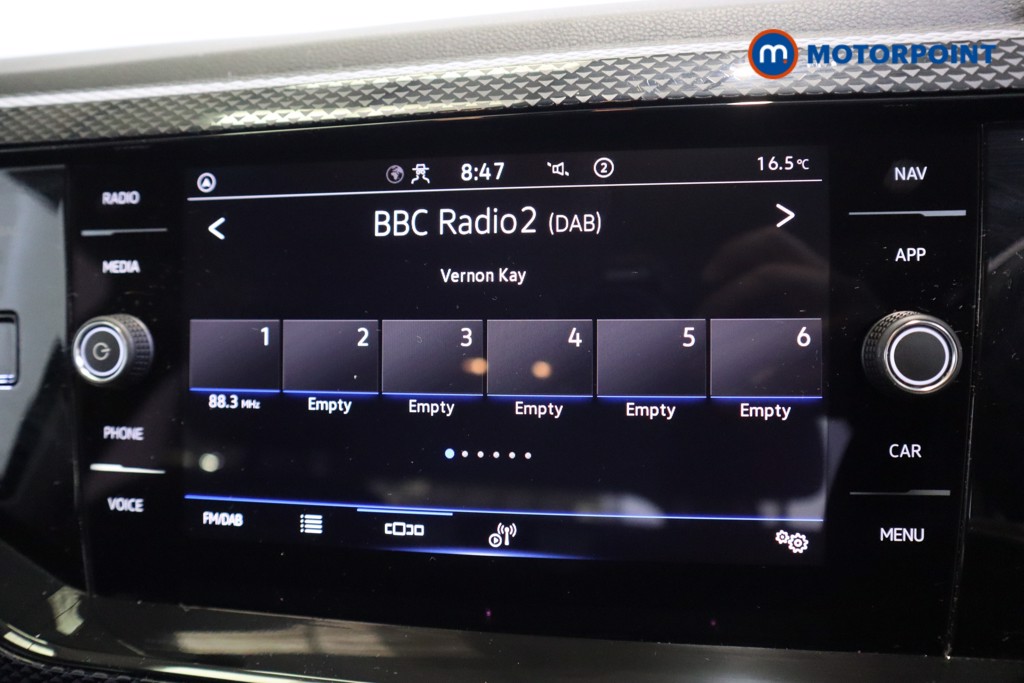 m MOTORPOINT
8:47 2 16.5°C
RADIO
MEDIA
PHONE
VOICE
BBC Radio2 (DAB)
Vernon Kay
1 2 3 4 5 6
88.3 MHz Empty Empty Empty Empty Empty
FM/DAB
NAV
APP
CAR
MENU